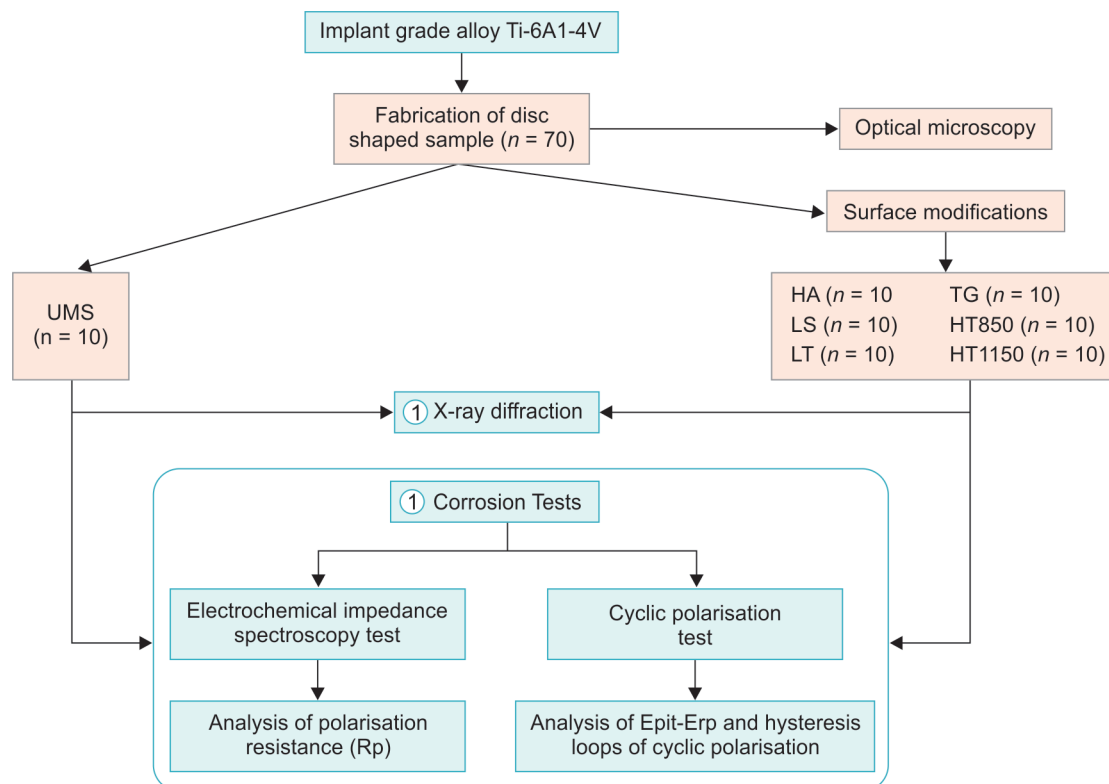 Implant grade alloy Ti-6A1-4V
Fabrication of disc
shaped sample (n = 70)
Optical microscopy
Surface modifications
UMS
(n = 10)
HA (n = 10 TG (n = 10)
LS (n = 10) HT850 (n = 10)
LT (n = 10) HT1150 (n = 10)
1 X-ray diffraction
1 Corrosion Tests
Electrochemical impedance
spectroscopy test
Cyclic polarisation
test
Analysis of polarisation
resistance (Rp)
Analysis of Epit-Erp and hysteresis
loops of cyclic polarisation